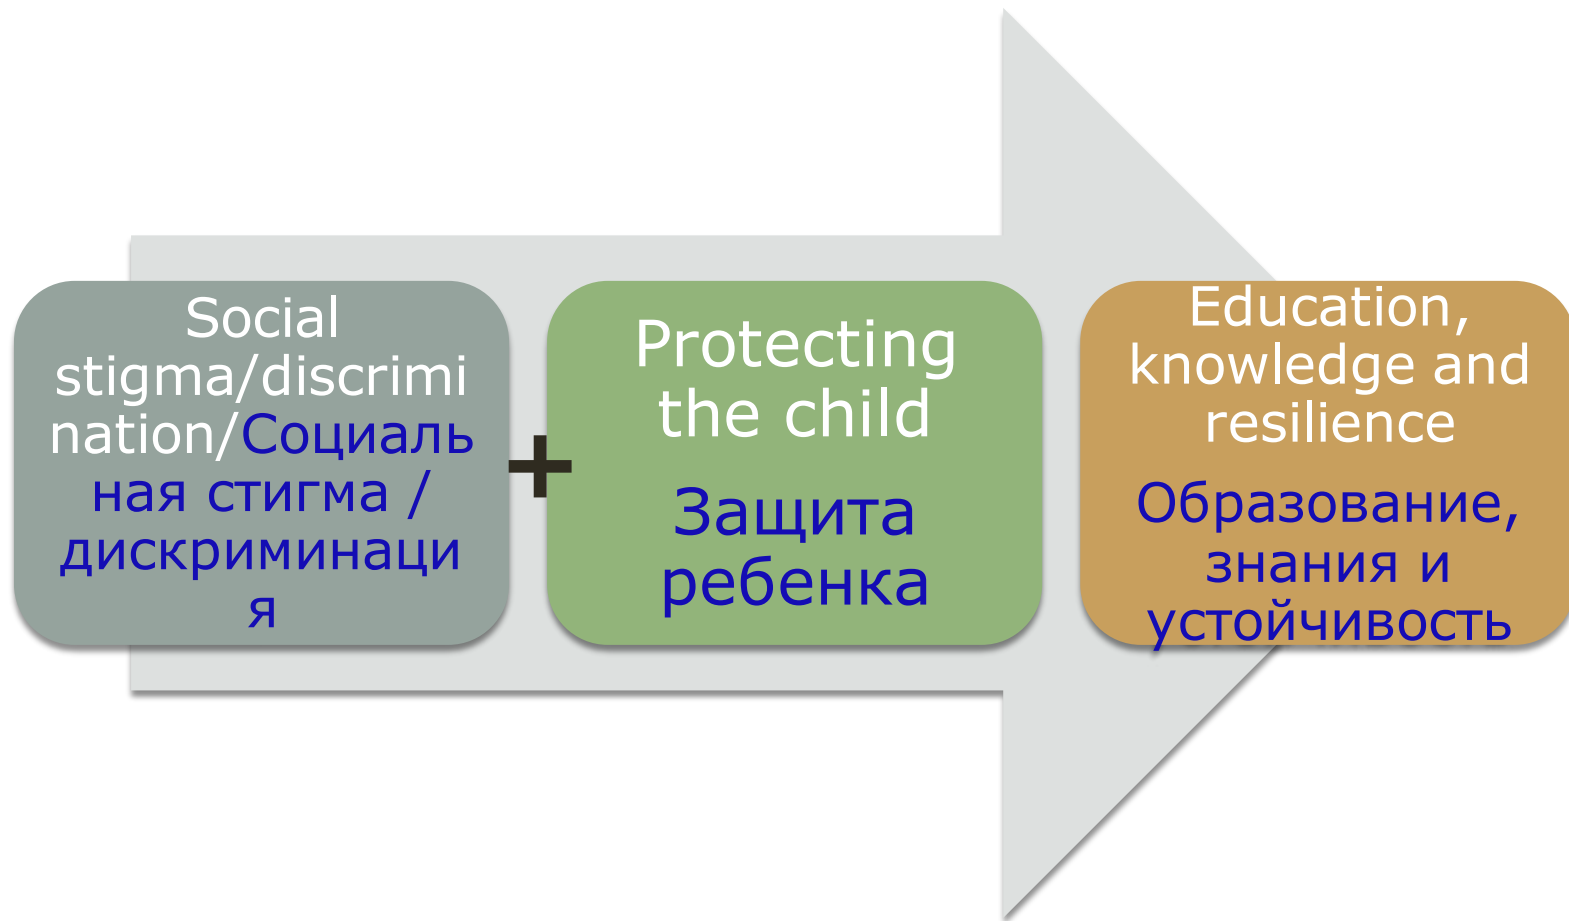 Social
stigma/discrimi
nation/Социаль
ная стигма /
дискриминаци
я
+
Protecting
the child
Защита
ребенка
Education,
knowledge and
resilience
Образование,
знания и
устойчивость